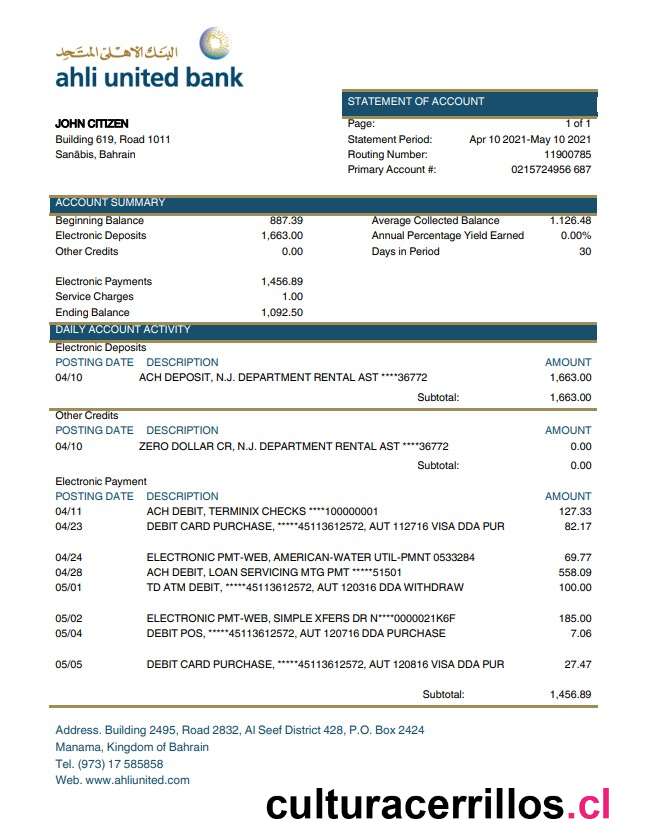 البنك الاهلي المتحد
ahli united bank
STATEMENT OF ACCOUNT
JOHN CITIZEN
Building 619, Road 1011
Sanābis, Bahrain
Page: 1 of 1
Statement Period: Apr 10 2021-May 10 2021
Routing Number: 11900785
Primary Account #: 0215724956 687
ACCOUNT SUMMARY
Beginning Balance 887.39 Average Collected Balance 1.126.48
Electronic Deposits 1,663.00 Annual Percentage Yield Earned 0.00%
Other Credits 0.00 Days in Period 30
Electronic Payments 1,456.89
Service Charges 1.00
Ending Balance 1,092.50
DAILY ACCOUNT ACTIVITY
Electronic Deposits
POSTING DATE DESCRIPTION AMOUNT
04/10 ACH DEPOSIT, N.J. DEPARTMENT RENTAL AST ****36772 1,663.00
Subtotal: 1,663.00
Other Credits
POSTING DATE DESCRIPTION AMOUNT
04/10 ZERO DOLLAR CR, N.J. DEPARTMENT RENTAL AST ****36772 0.00
Subtotal: 0.00
Electronic Payment
POSTING DATE DESCRIPTION AMOUNT
04/11 ACH DEBIT, TERMINIX CHECKS ****100000001 127.33
04/23 DEBIT CARD PURCHASE, *****45113612572, AUT 112716 VISA DDA PUR 82.17
04/24 ELECTRONIC PMT-WEB, AMERICAN-WATER UTIL-PMNT 0533284 69.77
04/28 ACH DEBIT, LOAN SERVICING MTG PMT *****51501 558.09
05/01 TD ATM DEBIT, *****45113612572, AUT 120316 DDA WITHDRAW 100.00
05/02 ELECTRONIC PMT-WEB, SIMPLE XFERS DR N****0000021K6F 185.00
05/04 DEBIT POS, *****45113612572, AUT 120716 DDA PURCHASE 7.06
05/05 DEBIT CARD PURCHASE, *****45113612572, AUT 120816 VISA DDA PUR 27.47
Subtotal: 1,456.89
Address. Building 2495, Road 2832, Al Seef District 428, P.O. Box 2424
Manama, Kingdom of Bahrain
Tel. (973) 17 585858
Web. www.ahliunited.com
culturacerrillos.cl